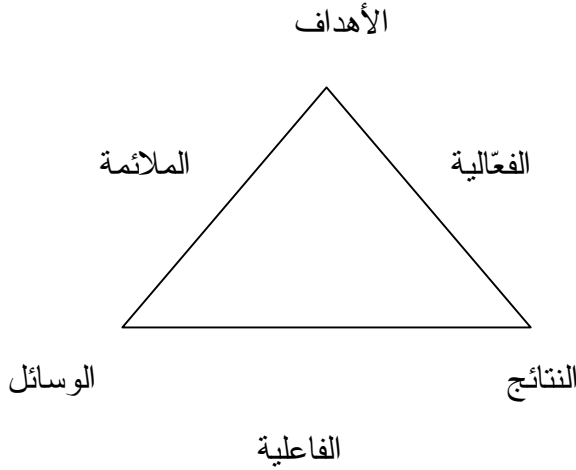 الأهداف
الفعّالية
الملائمة
النتائج
الوسائل
الفاعلية